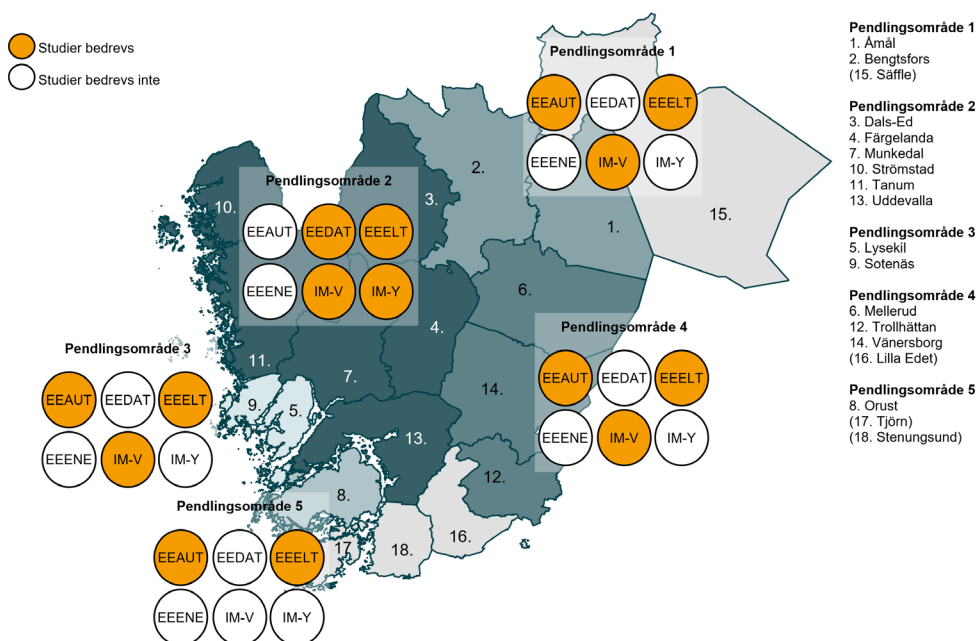 Studier bedrevs
Studier bedrevs inte
Pendlingsområde 1
EEAUT EEDAT EEELT
EEENE IM-V IM-Y
Pendlingsområde 2
EEAUT EEDAT EEELT
EEENE IM-V IM-Y
Pendlingsområde 3
EEAUT EEDAT EEELT
EEENE IM-V IM-Y
Pendlingsområde 4
EEAUT EEDAT EEELT
EEENE IM-V IM-Y
Pendlingsområde 5
EEAUT EEDAT EEELT
EEENE IM-V IM-Y
2.
3.
10.
15.
1.
6.
4.
11.
7.
14.
9.
5.
13.
12.
8.
16.
17
18.
Pendlingsområde 1
1. Åmål
2. Bengtsfors
(15. Säffle)
Pendlingsområde 2
3. Dals-Ed
4. Färgelanda
7. Munkedal
10. Strömstad
11. Tanum
13. Uddevalla
Pendlingsområde 3
5. Lysekil
9. Sotenäs
Pendlingsområde 4
6. Mellerud
12. Trollhättan
14. Vänersborg
(16. Lilla Edet)
Pendlingsområde 5
8. Orust
(17. Tjörn)
(18. Stenungsund)